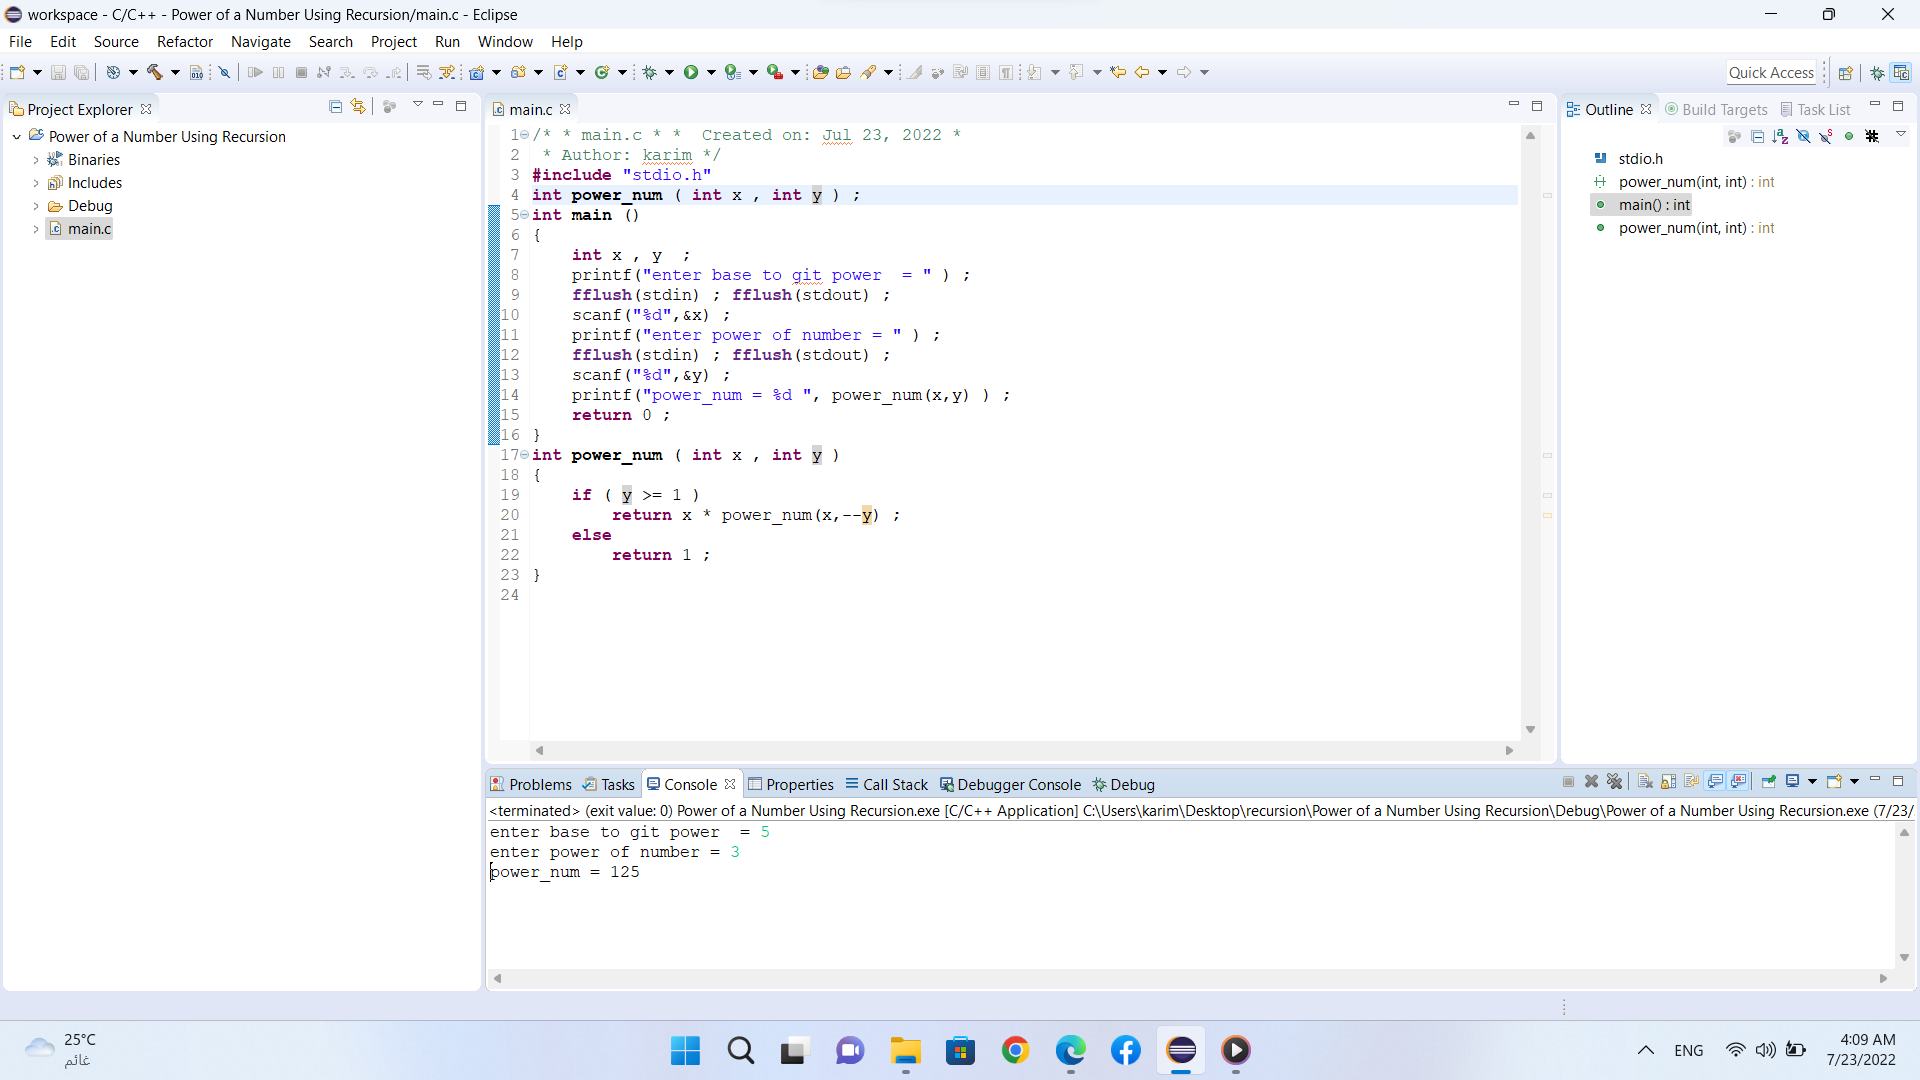 workspace - C/C++ - Power of a Number Using Recursion/main.c - Eclipse
File Edit Source Refactor Navigate Search Project Run Window Help
Quick Access
Project Explorer
Power of a Number Using Recursion
Binaries
Includes
Debug
main.c
main.c
1 /* * main.c * *  Created on: Jul 23, 2022 *
2  * Author: karim */
3 #include "stdio.h"
4 int power_num ( int x , int y ) ;
5 int main ()
6 {
7     int x , y  ;
8     printf("enter base to git power  = " ) ;
9     fflush(stdin) ; fflush(stdout) ;
10     scanf("%d",&x) ;
11     printf("enter power of number = " ) ;
12     fflush(stdin) ; fflush(stdout) ;
13     scanf("%d",&y) ;
14     printf("power_num = %d ", power_num(x,y) ) ;
15     return 0 ;
16 }
17 int power_num ( int x , int y )
18 {
19     if ( y >= 1 )
20         return x * power_num(x,--y) ;
21     else
22         return 1 ;
23 }
24
Outline Build Targets Task List
stdio.h
power_num(int, int) : int
main() : int
power_num(int, int) : int
Problems Tasks Console Properties Call Stack Debugger Console Debug
<terminated> (exit value: 0) Power of a Number Using Recursion.exe [C/C++ Application] C:\Users\karim\Desktop\recursion\Power of a Number Using Recursion\Debug\Power of a Number Using Recursion.exe (7/23/
enter base to git power  = 5
enter power of number = 3
power_num = 125
25°C
غائم
ENG
4:09 AM
7/23/2022